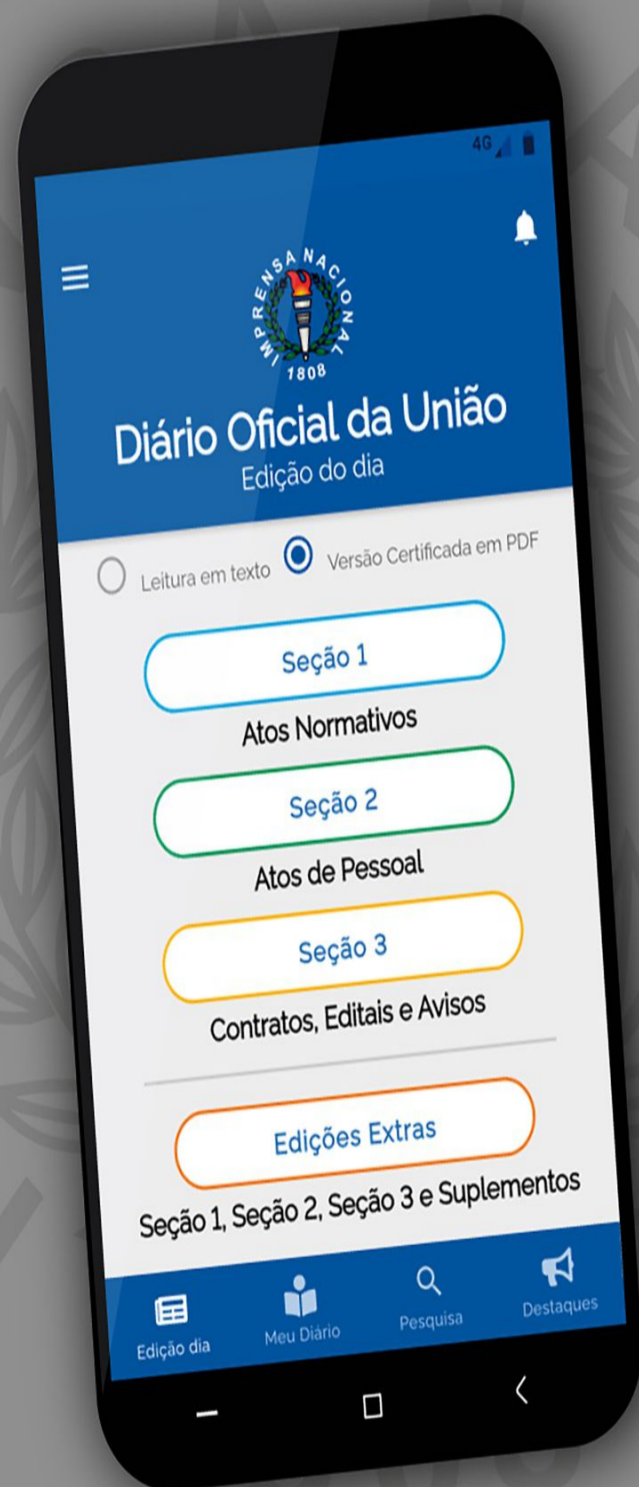 4G
IMPRENSA NACIONAL
1808
Diário Oficial da União
Edição do dia
Leitura em texto Versão Certificada em PDF
Seção 1
Atos Normativos
Seção 2
Atos de Pessoal
Seção 3
Contratos, Editais e Avisos
Edições Extras
Seção 1, Seção 2, Seção 3 e Suplementos
Edição dia Meu Diário Pesquisa Destaques